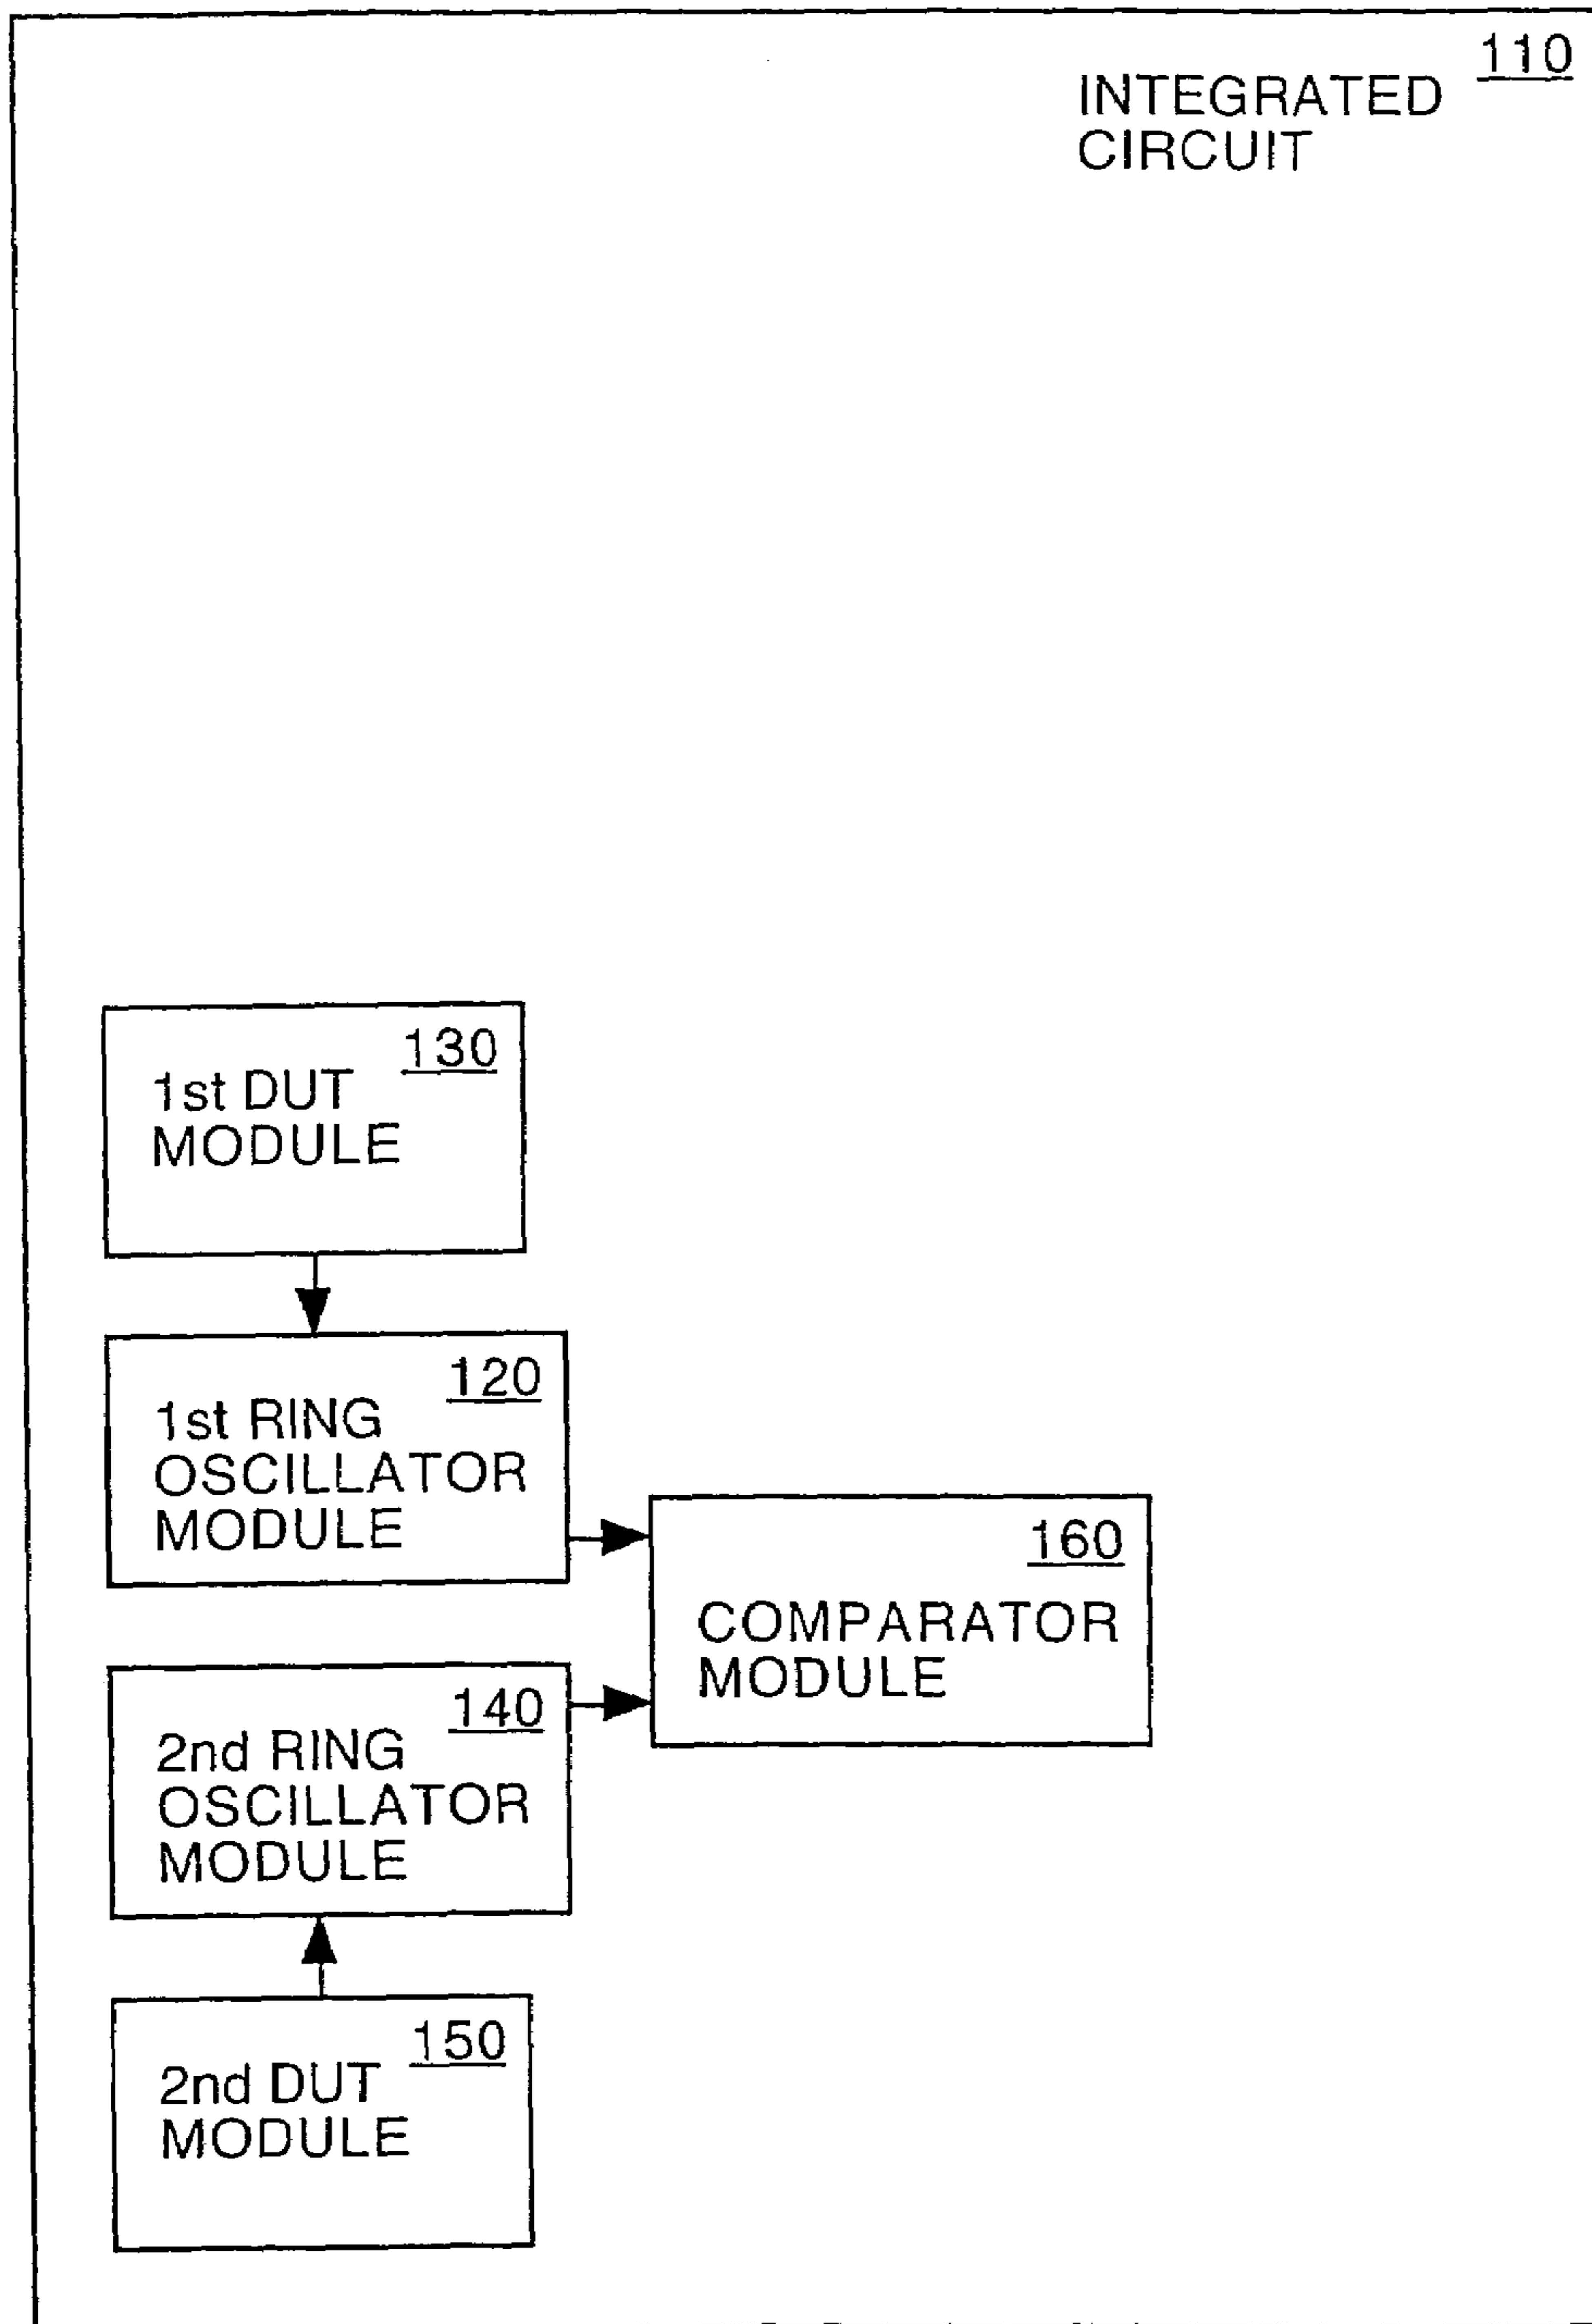 110
INTEGRATED
CIRCUIT
130
1st DUT
MODULE
120
1st RING
OSCILLATOR
MODULE
160
COMPARATOR
MODULE
140
2nd RING
OSCILLATOR
MODULE
150
2nd DUT
MODULE